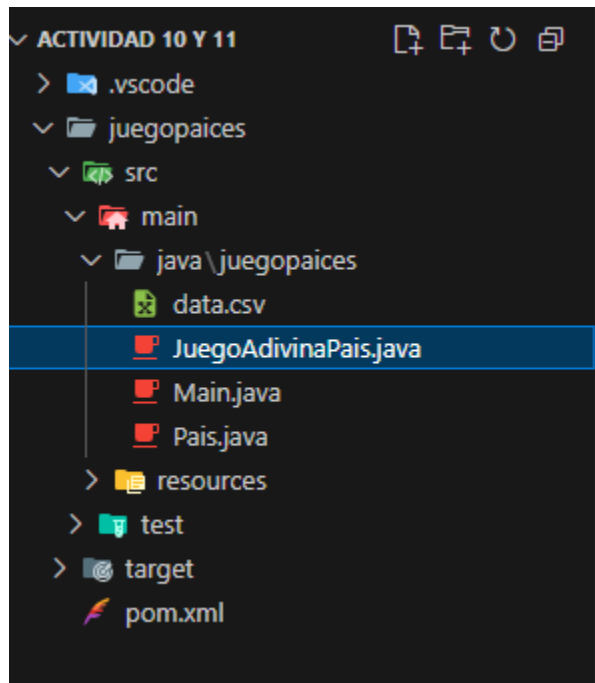 ACTIVIDAD 10 Y 11
.vscode
juegopaices
src
main
java\juegopaices
data.csv
JuegoAdivinaPais.java
Main.java
Pais.java
resources
test
target
pom.xml